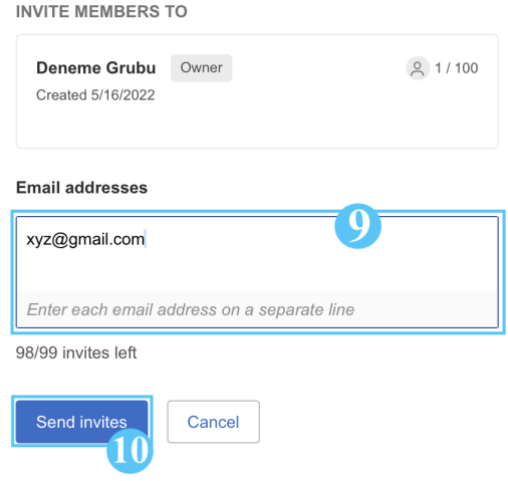 INVITE MEMBERS TO
Deneme Grubu Owner 1 / 100
Created 5/16/2022
Email addresses
9
xyz@gmail.com
Enter each email address on a separate line
98/99 invites left
Send invites Cancel
10